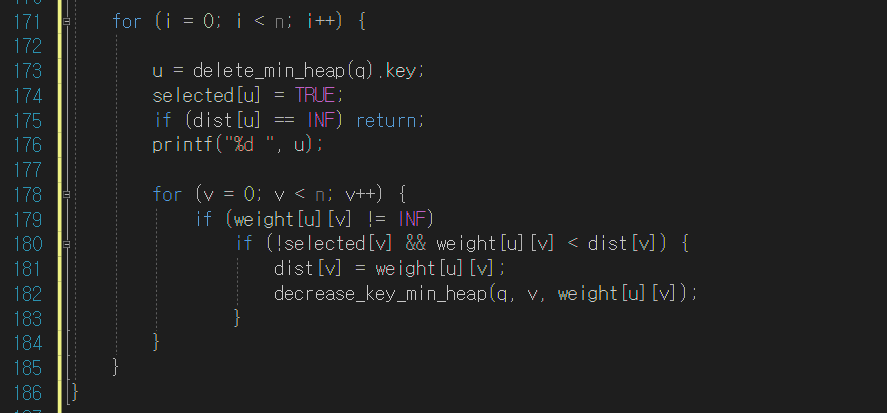 171 for (i = 0; i < n; i++) {
172
173 u = delete_min_heap(q).key;
174 selected[u] = TRUE;
175 if (dist[u] == INF) return;
176 printf("%d ", u);
177
178 for (v = 0; v < n; v++) {
179 if (weight[u][v] != INF)
180 if (!selected[v] && weight[u][v] < dist[v]) {
181 dist[v] = weight[u][v];
182 decrease_key_min_heap(q, v, weight[u][v]);
183 }
184 }
185 }
186 }